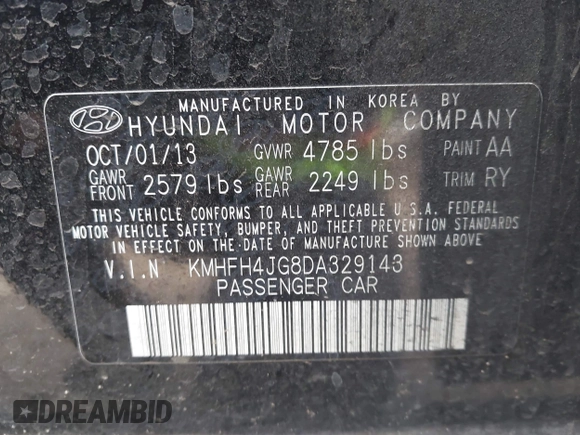 MANUFACTURED IN KOREA BY
HYUNDAI MOTOR COMPANY
OCT/01/13 GVWR 4785 lbs PAINT AA
GAWR FRONT 2579 lbs GAWR REAR 2249 lbs TRIM RY
THIS VEHICLE CONFORMS TO ALL APPLICABLE U.S.A. FEDERAL
MOTOR VEHICLE SAFETY, BUMPER, AND THEFT PREVENTION STANDARDS
IN EFFECT ON THE DATE OF MANUFACTURE SHOWN ABOVE
V.I.N KMHFH4JG8DA329143
PASSENGER CAR
DREAMBID